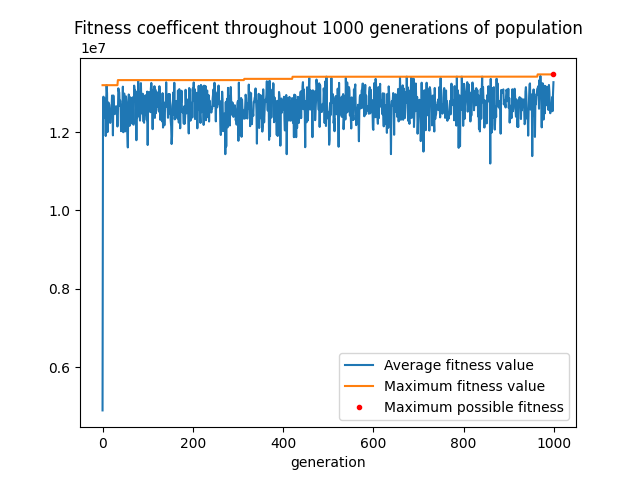 Fitness coefficent throughout 1000 generations of population
1e7
1.2
1.0
0.8
0.6
0
200
400
600
800
1000
generation
Average fitness value
Maximum fitness value
Maximum possible fitness